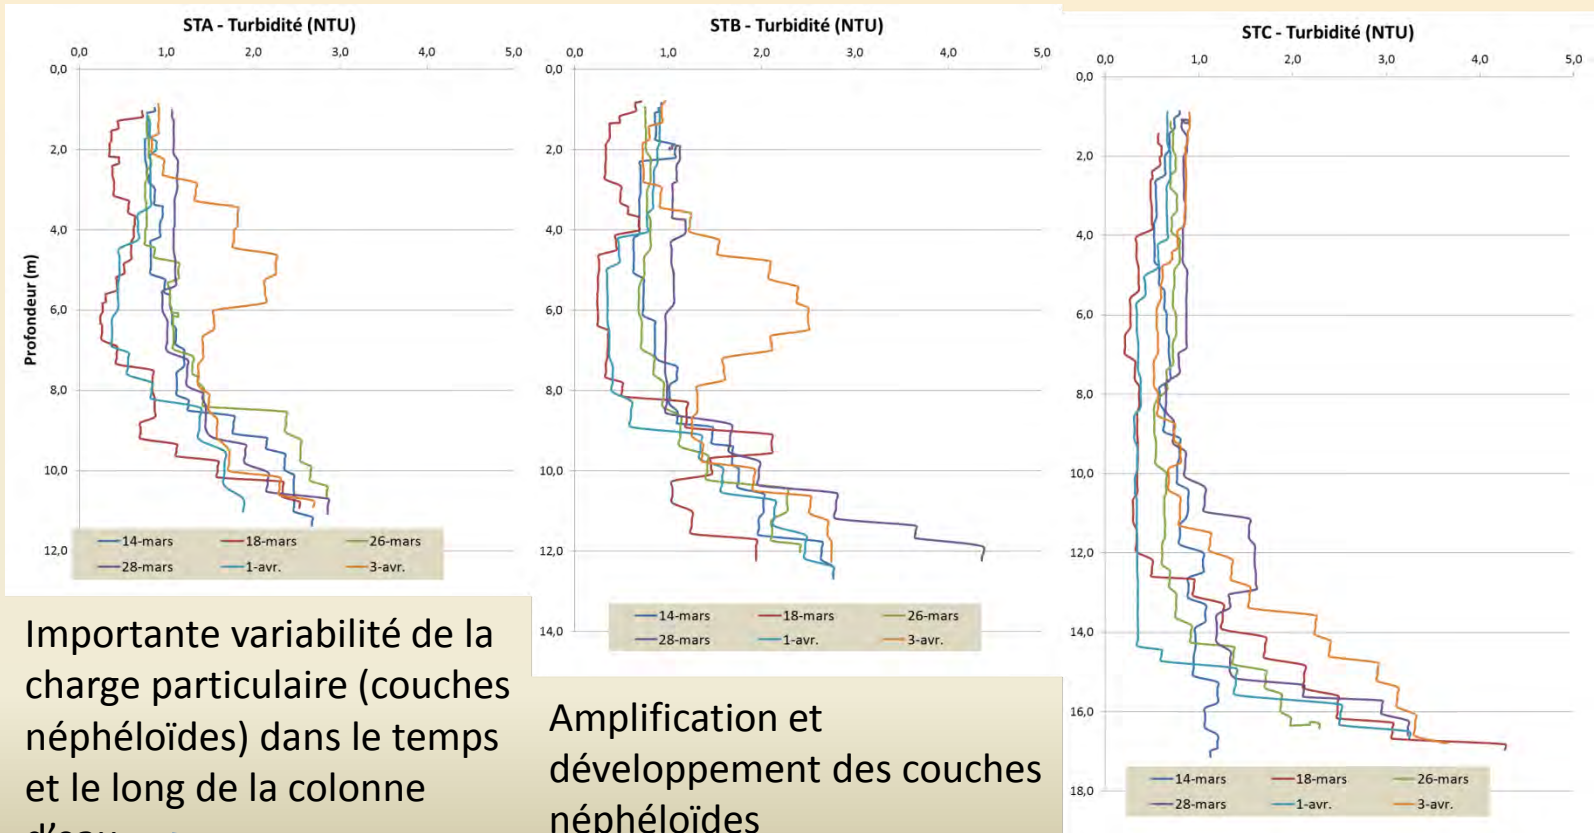 STA - Turbidité (NTU)
0,0 1,0 2,0 3,0 4,0 5,0
0,0
2,0
4,0
6,0
8,0
10,0
12,0
Profondeur (m)
14-mars 18-mars 26-mars
28-mars 1-avr. 3-avr.
STB - Turbidité (NTU)
0,0 1,0 2,0 3,0 4,0 5,0
0,0
2,0
4,0
6,0
8,0
10,0
12,0
14,0
14-mars 18-mars 26-mars
28-mars 1-avr. 3-avr.
STC - Turbidité (NTU)
0,0 1,0 2,0 3,0 4,0 5,0
0,0
2,0
4,0
6,0
8,0
10,0
12,0
14,0
16,0
18,0
14-mars 18-mars 26-mars
28-mars 1-avr. 3-avr.
Importante variabilité de la
charge particulaire (couches
néphéloïdes) dans le temps
et le long de la colonne
d'eau
Amplification et
développement des couches
néphéloïdes